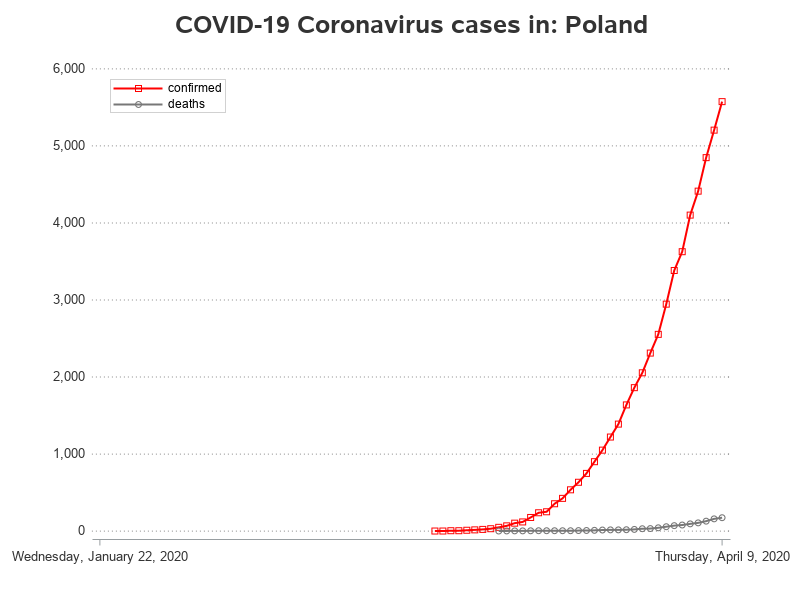 COVID-19 Coronavirus cases in: Poland
6,000
confirmed
deaths
5,000
4,000
3,000
2,000
1,000
0
Wednesday, January 22, 2020 Thursday, April 9, 2020